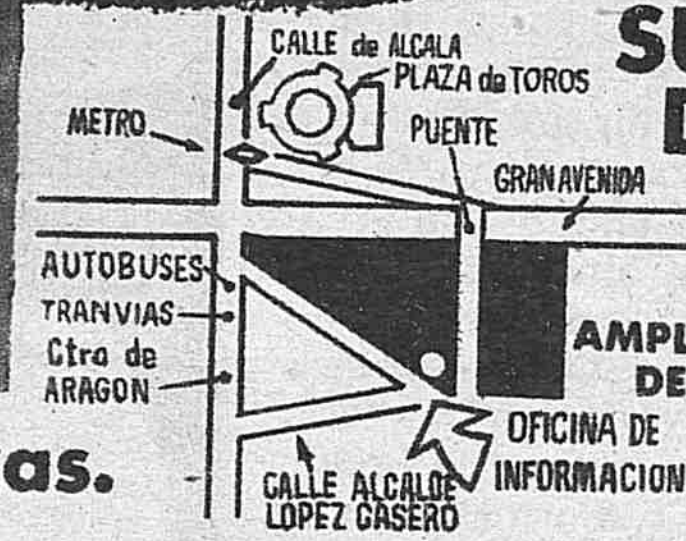 SU
CALLE de ALCALA
PLAZA de TOROS
METRO
PUENTE
GRAN AVENIDA
AUTOBUSES
TRANVIAS
Ctra de
ARAGON
AMPL
DE
as.
OFICINA DE
INFORMACION
CALLE ALCALDE
LOPEZ CASERO